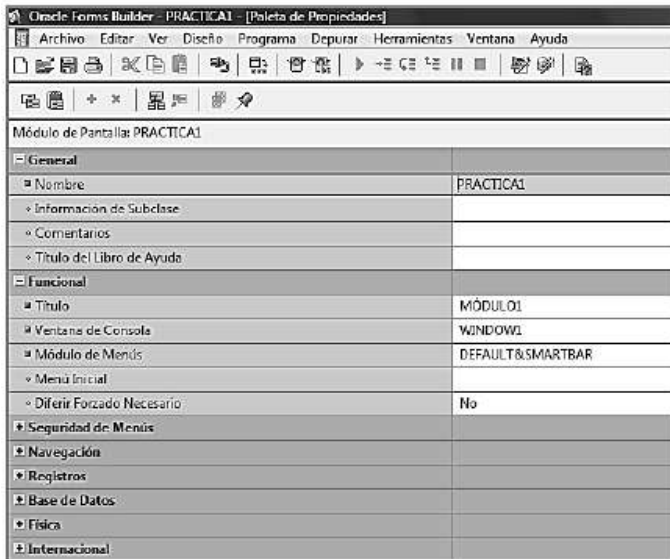 Oracle Forms Builder - PRACTICA1 - [Paleta de Propiedades]
Archivo Editar Ver Diseño Programa Depurar Herramientas Ventana Ayuda
Módulo de Pantalla: PRACTICA1
General
Nombre PRACTICA1
Información de Subclase
Comentarios
Título del Libro de Ayuda
Funcional
Título MÓDULO1
Ventana de Consola WINDOW1
Módulo de Menús DEFAULT&SMARTBAR
Menú Inicial
Diferir Forzado Necesario No
Seguridad de Menús
Navegación
Registros
Base de Datos
Física
Internacional